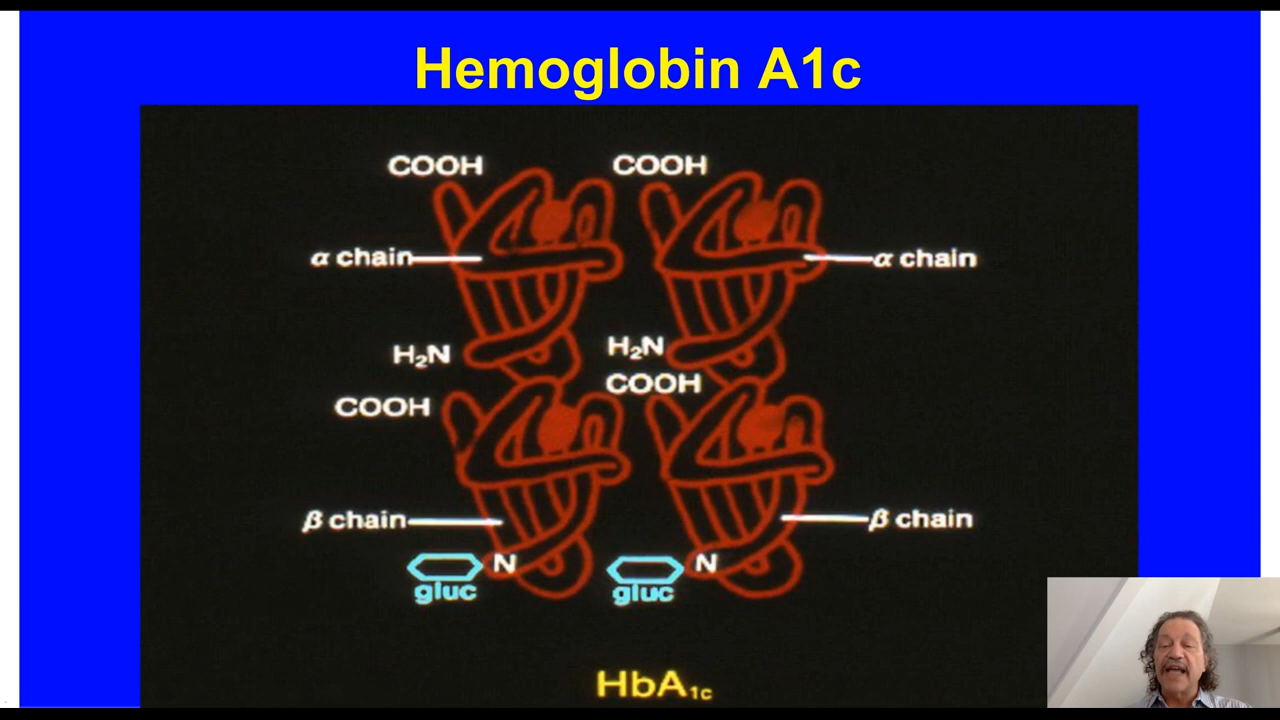 Hemoglobin A1c
COOH COOH
α chain α chain
H₂N H₂N
COOH
COOH
β chain β chain
N N
gluc gluc
HbA₁c